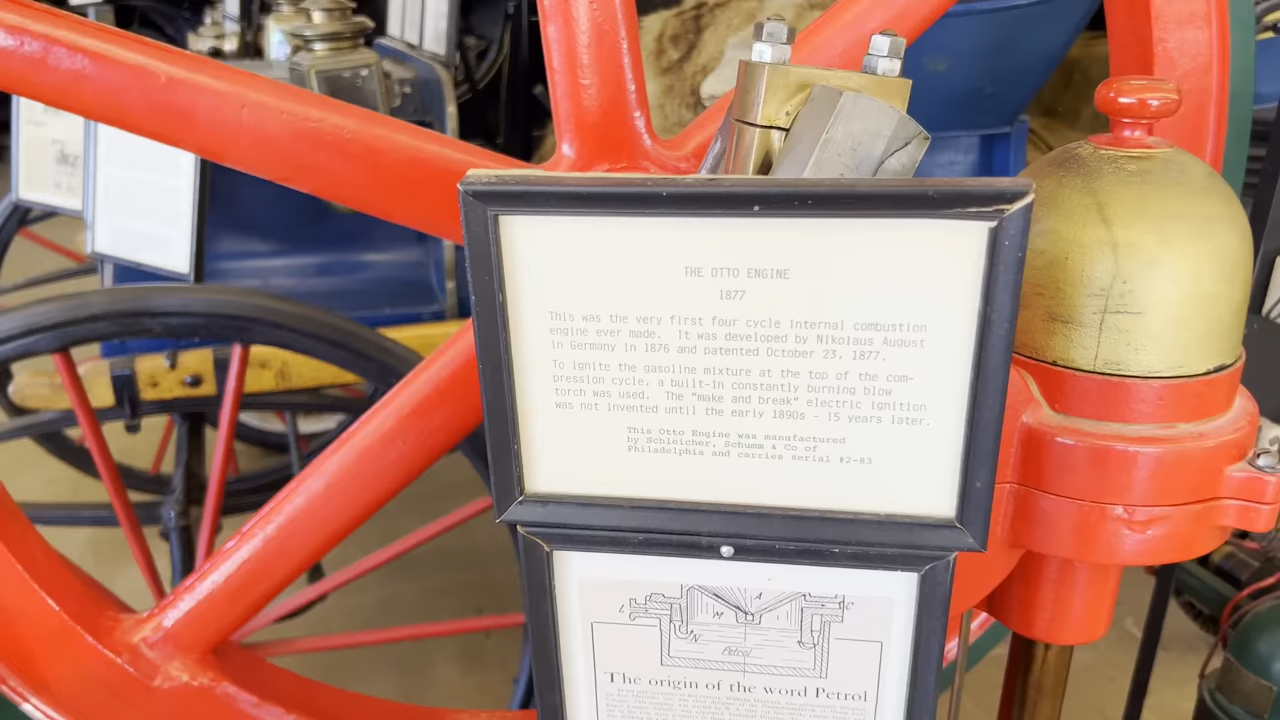 THE OTTO ENGINE
1877
This was the very first four cycle internal combustion
engine ever made. It was developed by Nikolaus August
in Germany in 1876 and patented October 23, 1877.
To ignite the gasoline mixture at the top of the com-
pression cycle, a built-in constantly burning blow
torch was used. The "make and break" electric ignition
was not invented until the early 1890s - 15 years later.
This Otto Engine was manufactured
by Schleicher, Schumm & Co of
Philadelphia and carries serial #2-83
A
L
M
C
N
Petrol
The origin of the word Petrol